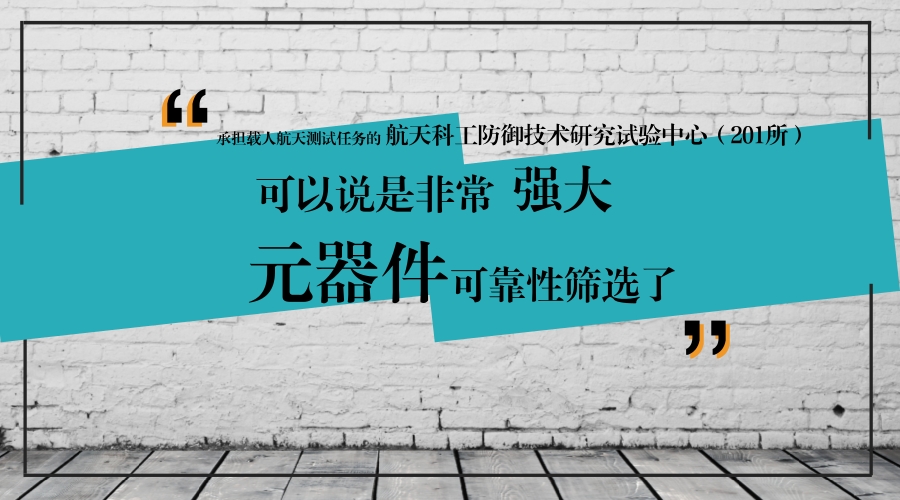 “
承担载人航天测试任务的 航天科工防御技术研究试验中心（201所）
可以说是非常 强大
元器件可靠性筛选了
”